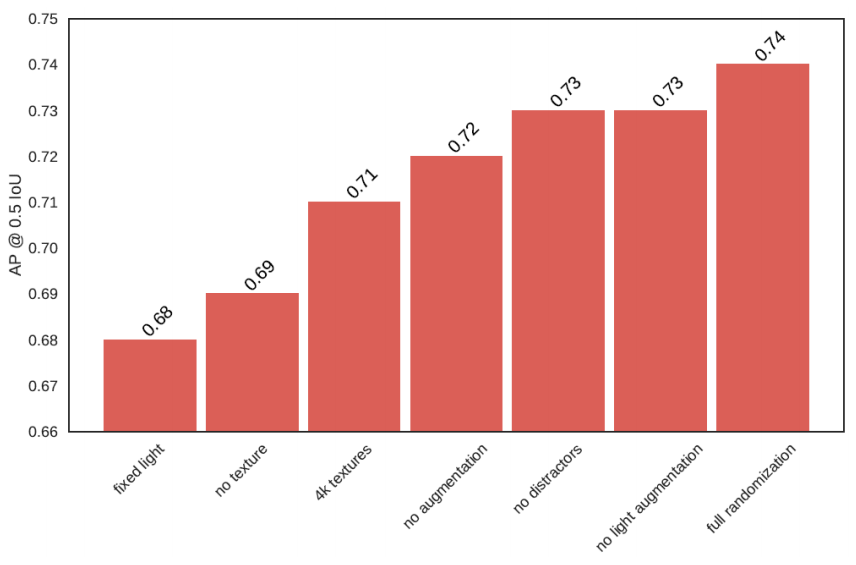 0.75
0.74
0.73
0.72
0.71
0.70
0.69
0.68
0.67
0.66
AP @ 0.5 IoU
0.68
0.69
0.71
0.72
0.73
0.73
0.74
fixed light
no texture
4k textures
no augmentation
no distractors
no light augmentation
full randomization